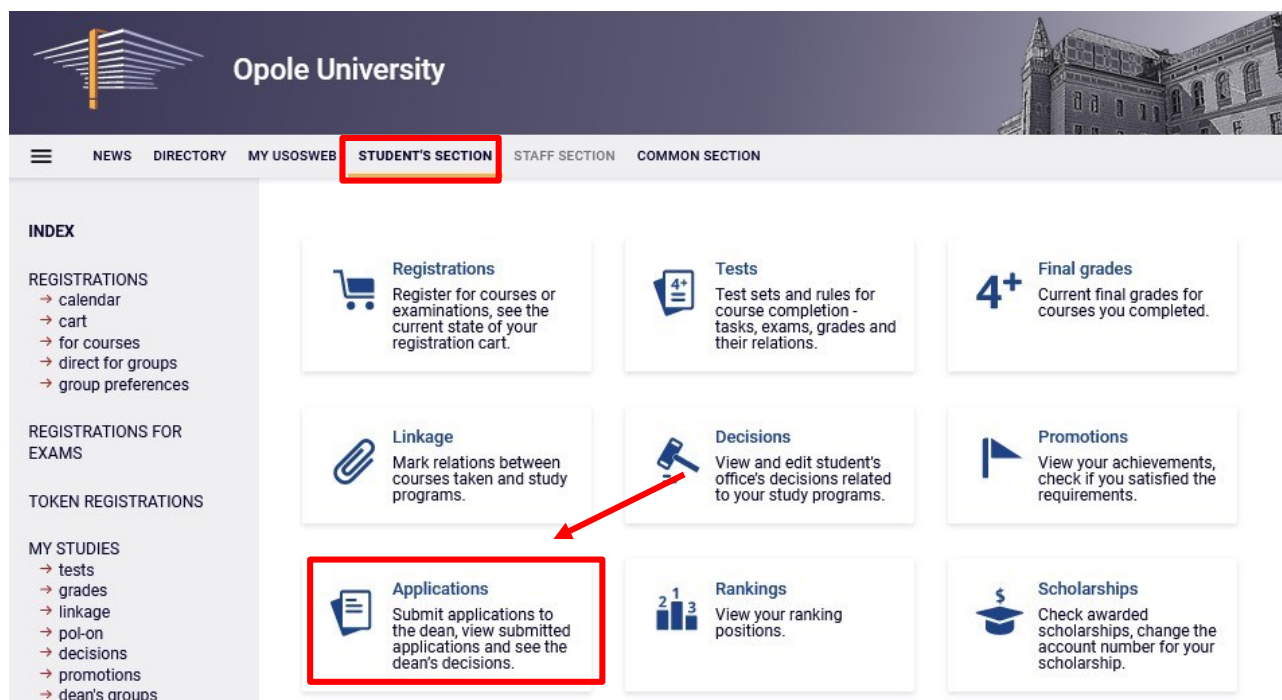 Opole University
NEWS DIRECTORY MY USOSWEB STUDENT'S SECTION STAFF SECTION COMMON SECTION
INDEX
REGISTRATIONS
→ calendar
→ cart
→ for courses
→ direct for groups
→ group preferences
REGISTRATIONS FOR
EXAMS
TOKEN REGISTRATIONS
MY STUDIES
→ tests
→ grades
→ linkage
→ pol-on
→ decisions
→ promotions
→ dean's groups
Registrations
Register for courses or
examinations, see the
current state of your
registration cart.
4+
Tests
Test sets and rules for
course completion -
tasks, exams, grades and
their relations.
4+
Final grades
Current final grades for
courses you completed.
Linkage
Mark relations between
courses taken and study
programs.
Decisions
View and edit student's
office's decisions related
to your study programs.
Promotions
View your achievements,
check if you satisfied the
requirements.
Applications
Submit applications to
the dean, view submitted
applications and see the
dean's decisions.
2 1 3
Rankings
View your ranking
positions.
$
Scholarships
Check awarded
scholarships, change the
account number for your
scholarship.